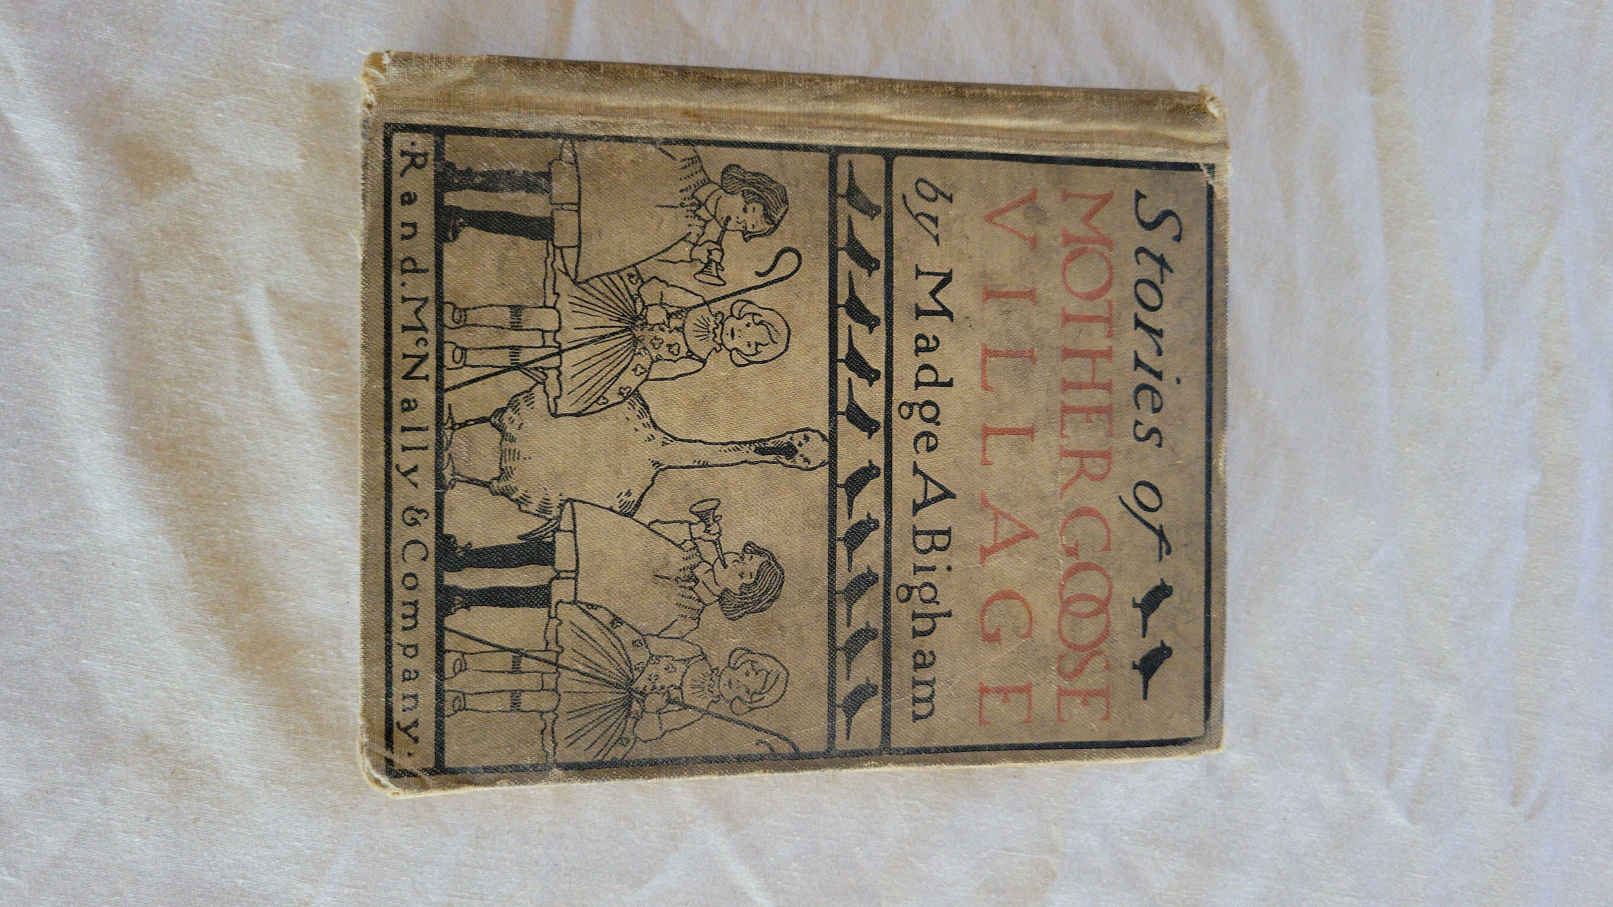 Stories of
MOTHER GOOSE
VILLAGE
by Madge A Bigham
·Rand. McNally & Company·